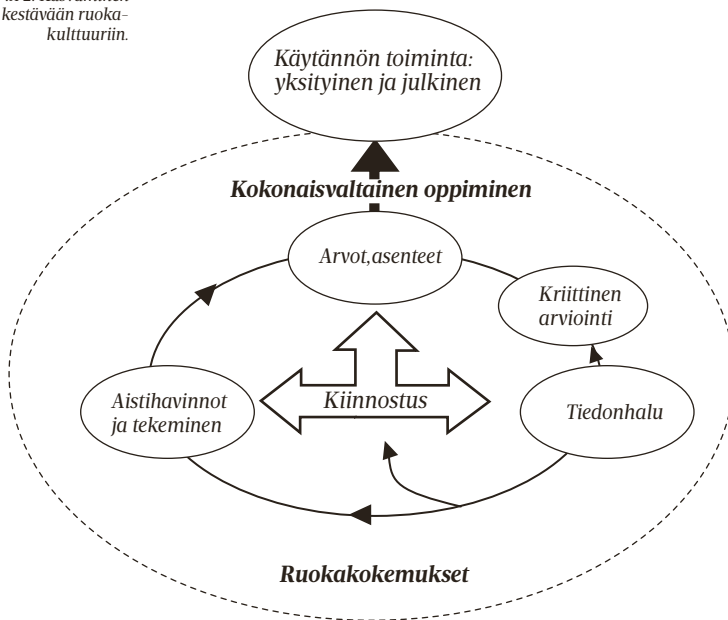 kestävään ruoka-
kulttuuriin.
Käytännön toiminta:
yksityinen ja julkinen
Kokonaisvaltainen oppiminen
Arvot,asenteet
Kriittinen
arviointi
Aistihavinnot
ja tekeminen
Kiinnostus
Tiedonhalu
Ruokakokemukset